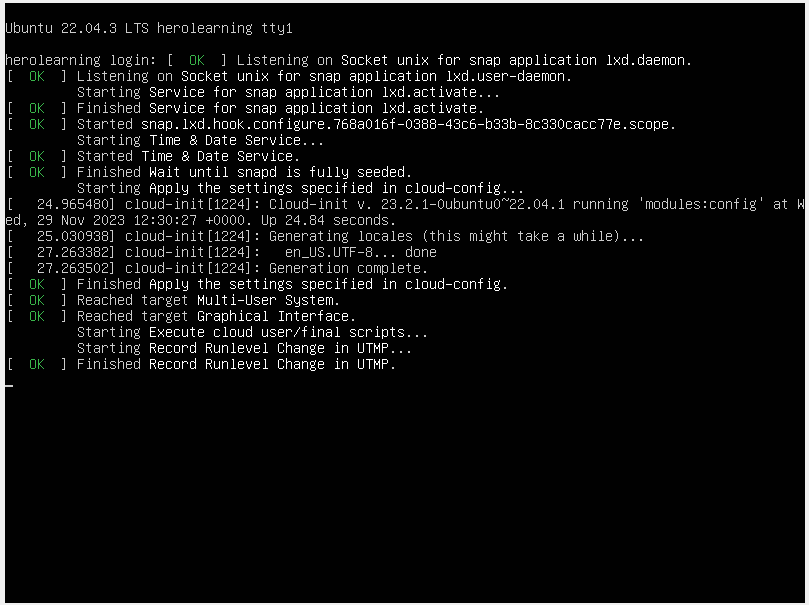 Ubuntu 22.04.3 LTS herolearning tty1
herolearning login: [  OK  ] Listening on Socket unix for snap application lxd.daemon.
[  OK  ] Listening on Socket unix for snap application lxd.user-daemon.
         Starting Service for snap application lxd.activate...
[  OK  ] Finished Service for snap application lxd.activate.
[  OK  ] Started snap.lxd.hook.configure.768a016f-0388-43c6-b33b-8c330cacc77e.scope.
         Starting Time & Date Service...
[  OK  ] Started Time & Date Service.
[  OK  ] Finished Wait until snapd is fully seeded.
         Starting Apply the settings specified in cloud-config...
[   24.965480] cloud-init[1224]: Cloud-init v. 23.2.1-0ubuntu0~22.04.1 running 'modules:config' at W
ed, 29 Nov 2023 12:30:27 +0000. Up 24.84 seconds.
[   25.030938] cloud-init[1224]: Generating locales (this might take a while)...
[   27.263382] cloud-init[1224]:   en_US.UTF-8... done
[   27.263502] cloud-init[1224]: Generation complete.
[  OK  ] Finished Apply the settings specified in cloud-config.
[  OK  ] Reached target Multi-User System.
[  OK  ] Reached target Graphical Interface.
         Starting Execute cloud user/final scripts...
         Starting Record Runlevel Change in UTMP...
[  OK  ] Finished Record Runlevel Change in UTMP.